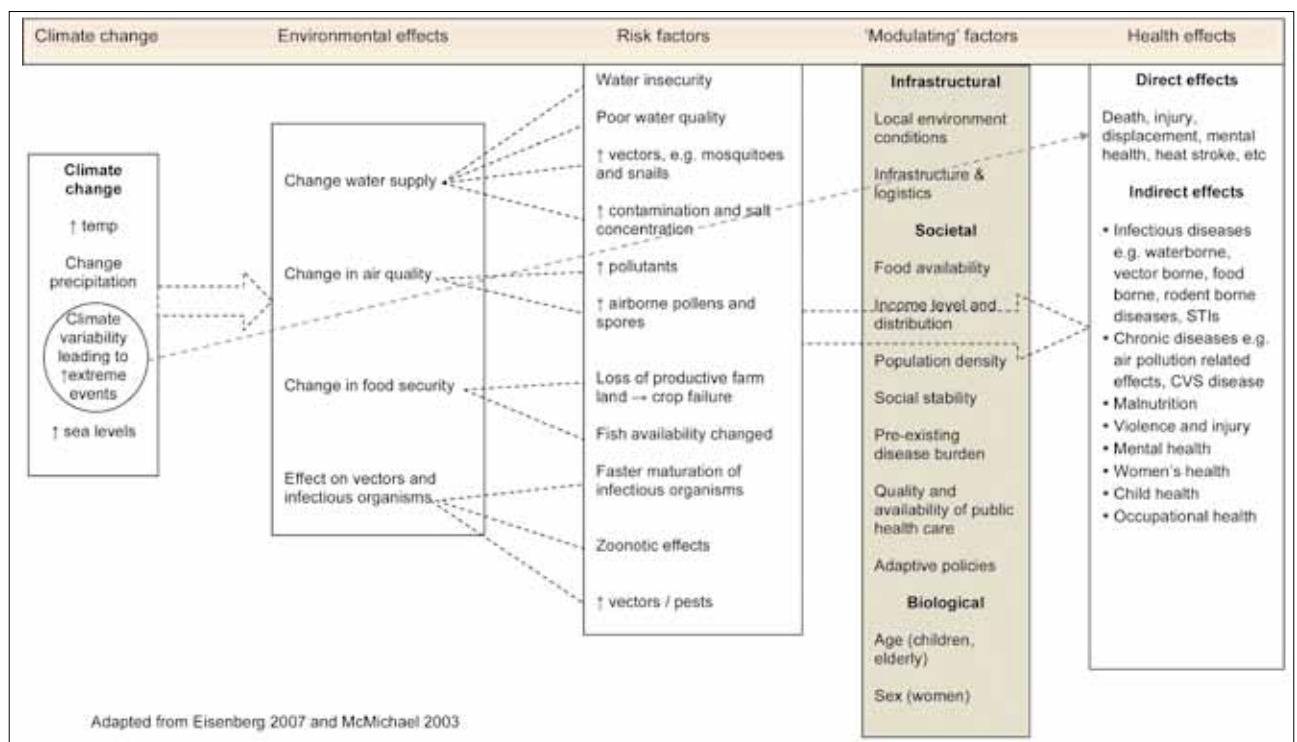 Climate change
Environmental effects
Risk factors
'Modulating' factors
Health effects
Climate
change
↑ temp
Change
precipitation
Climate
variability
leading to
↑extreme
events
↑ sea levels
Change water supply
Change in air quality
Change in food security
Effect on vectors and
infectious organisms
Water insecurity
Poor water quality
↑ vectors, e.g. mosquitoes
and snails
↑ contamination and salt
concentration
↑ pollutants
↑ airborne pollens and
spores
Loss of productive farm
land → crop failure
Fish availability changed
Faster maturation of
infectious organisms
Zoonotic effects
↑ vectors / pests
Infrastructural
Local environment
conditions
Infrastructure &
logistics
Societal
Food availability
Income level and
distribution
Population density
Social stability
Pre-existing
disease burden
Quality and
availability of public
health care
Adaptive policies
Biological
Age (children,
elderly)
Sex (women)
Direct effects
Death, injury,
displacement, mental
health, heat stroke, etc
Indirect effects
• Infectious diseases
e.g. waterborne,
vector borne, food
borne, rodent borne
diseases, STIs
• Chronic diseases e.g.
air pollution related
effects, CVS disease
• Malnutrition
• Violence and injury
• Mental health
• Women's health
• Child health
• Occupational health
Adapted from Eisenberg 2007 and McMichael 2003